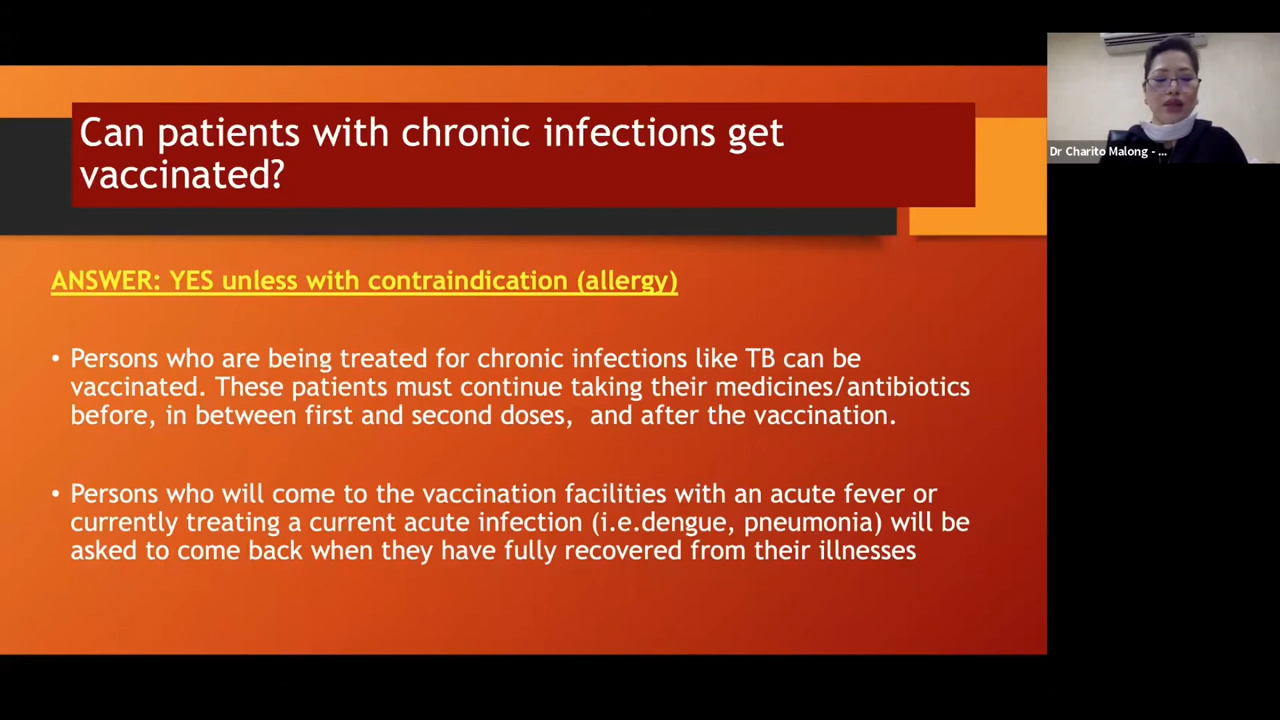 Can patients with chronic infections get
vaccinated?
ANSWER: YES unless with contraindication (allergy)
• Persons who are being treated for chronic infections like TB can be
vaccinated. These patients must continue taking their medicines/antibiotics
before, in between first and second doses,  and after the vaccination.
• Persons who will come to the vaccination facilities with an acute fever or
currently treating a current acute infection (i.e.dengue, pneumonia) will be
asked to come back when they have fully recovered from their illnesses
Dr Charito Malong - ...